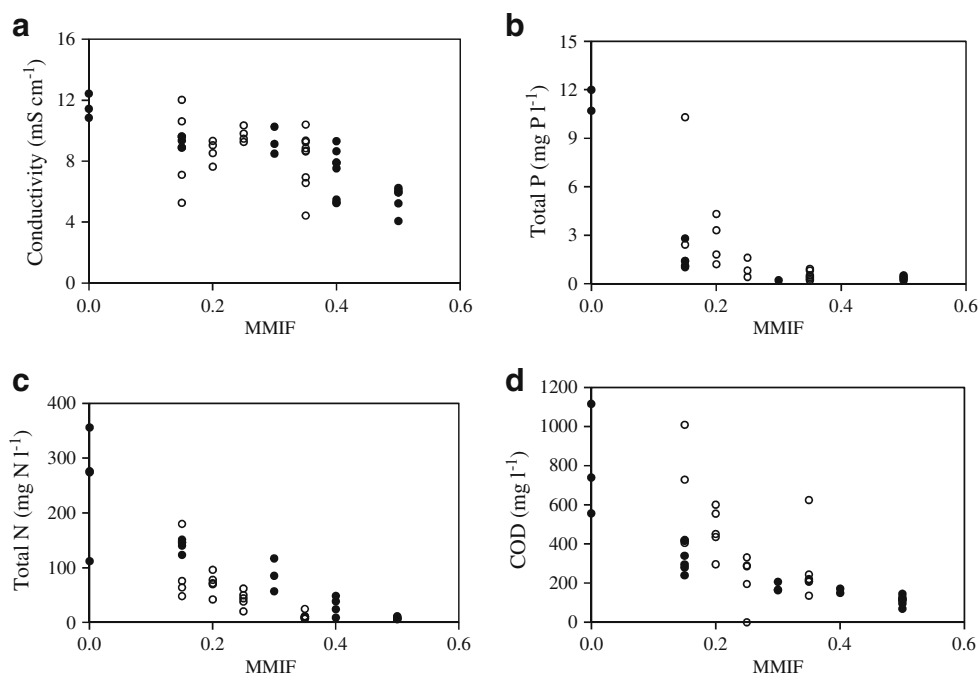 a
16
12
8
4
0
Conductivity (mS cm⁻¹)
0.0 0.2 0.4 0.6
MMIF
b
15
12
9
6
3
0
Total P (mg P l⁻¹)
0.0 0.2 0.4 0.6
MMIF
c
400
300
200
100
0
Total N (mg N l⁻¹)
0.0 0.2 0.4 0.6
MMIF
d
1200
1000
800
600
400
200
0
COD (mg l⁻¹)
0.0 0.2 0.4 0.6
MMIF